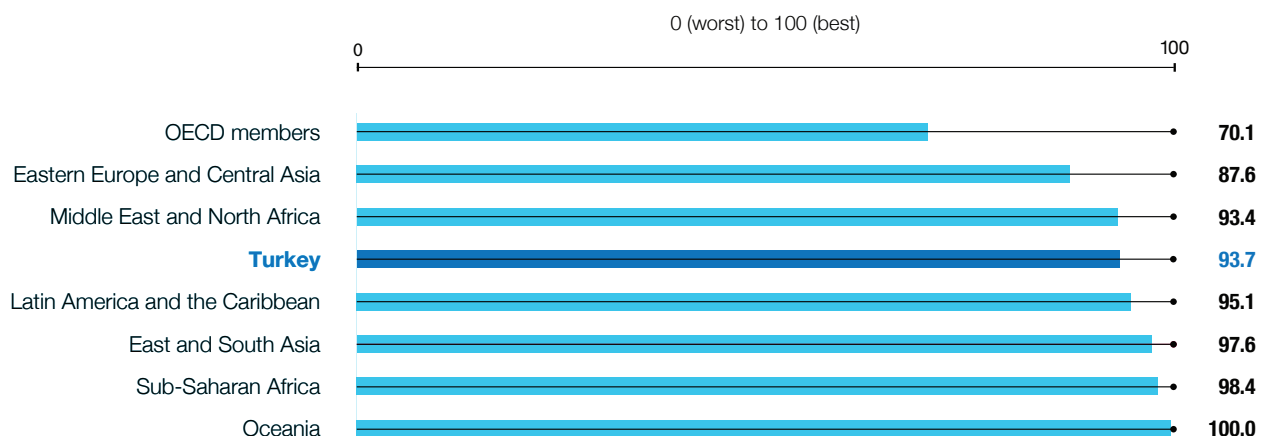 0 (worst) to 100 (best)
0 100
OECD members 70.1
Eastern Europe and Central Asia 87.6
Middle East and North Africa 93.4
Turkey 93.7
Latin America and the Caribbean 95.1
East and South Asia 97.6
Sub-Saharan Africa 98.4
Oceania 100.0